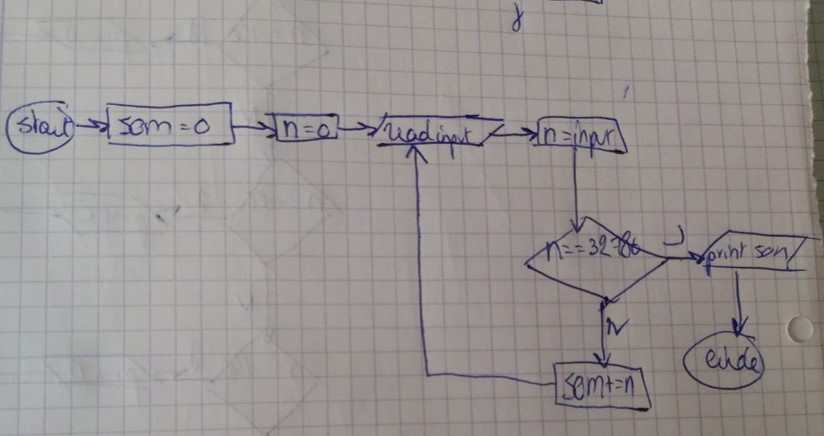 start
som = 0
n = 0
read input
n = input
n == 32786
J
print som
N
som += n
einde